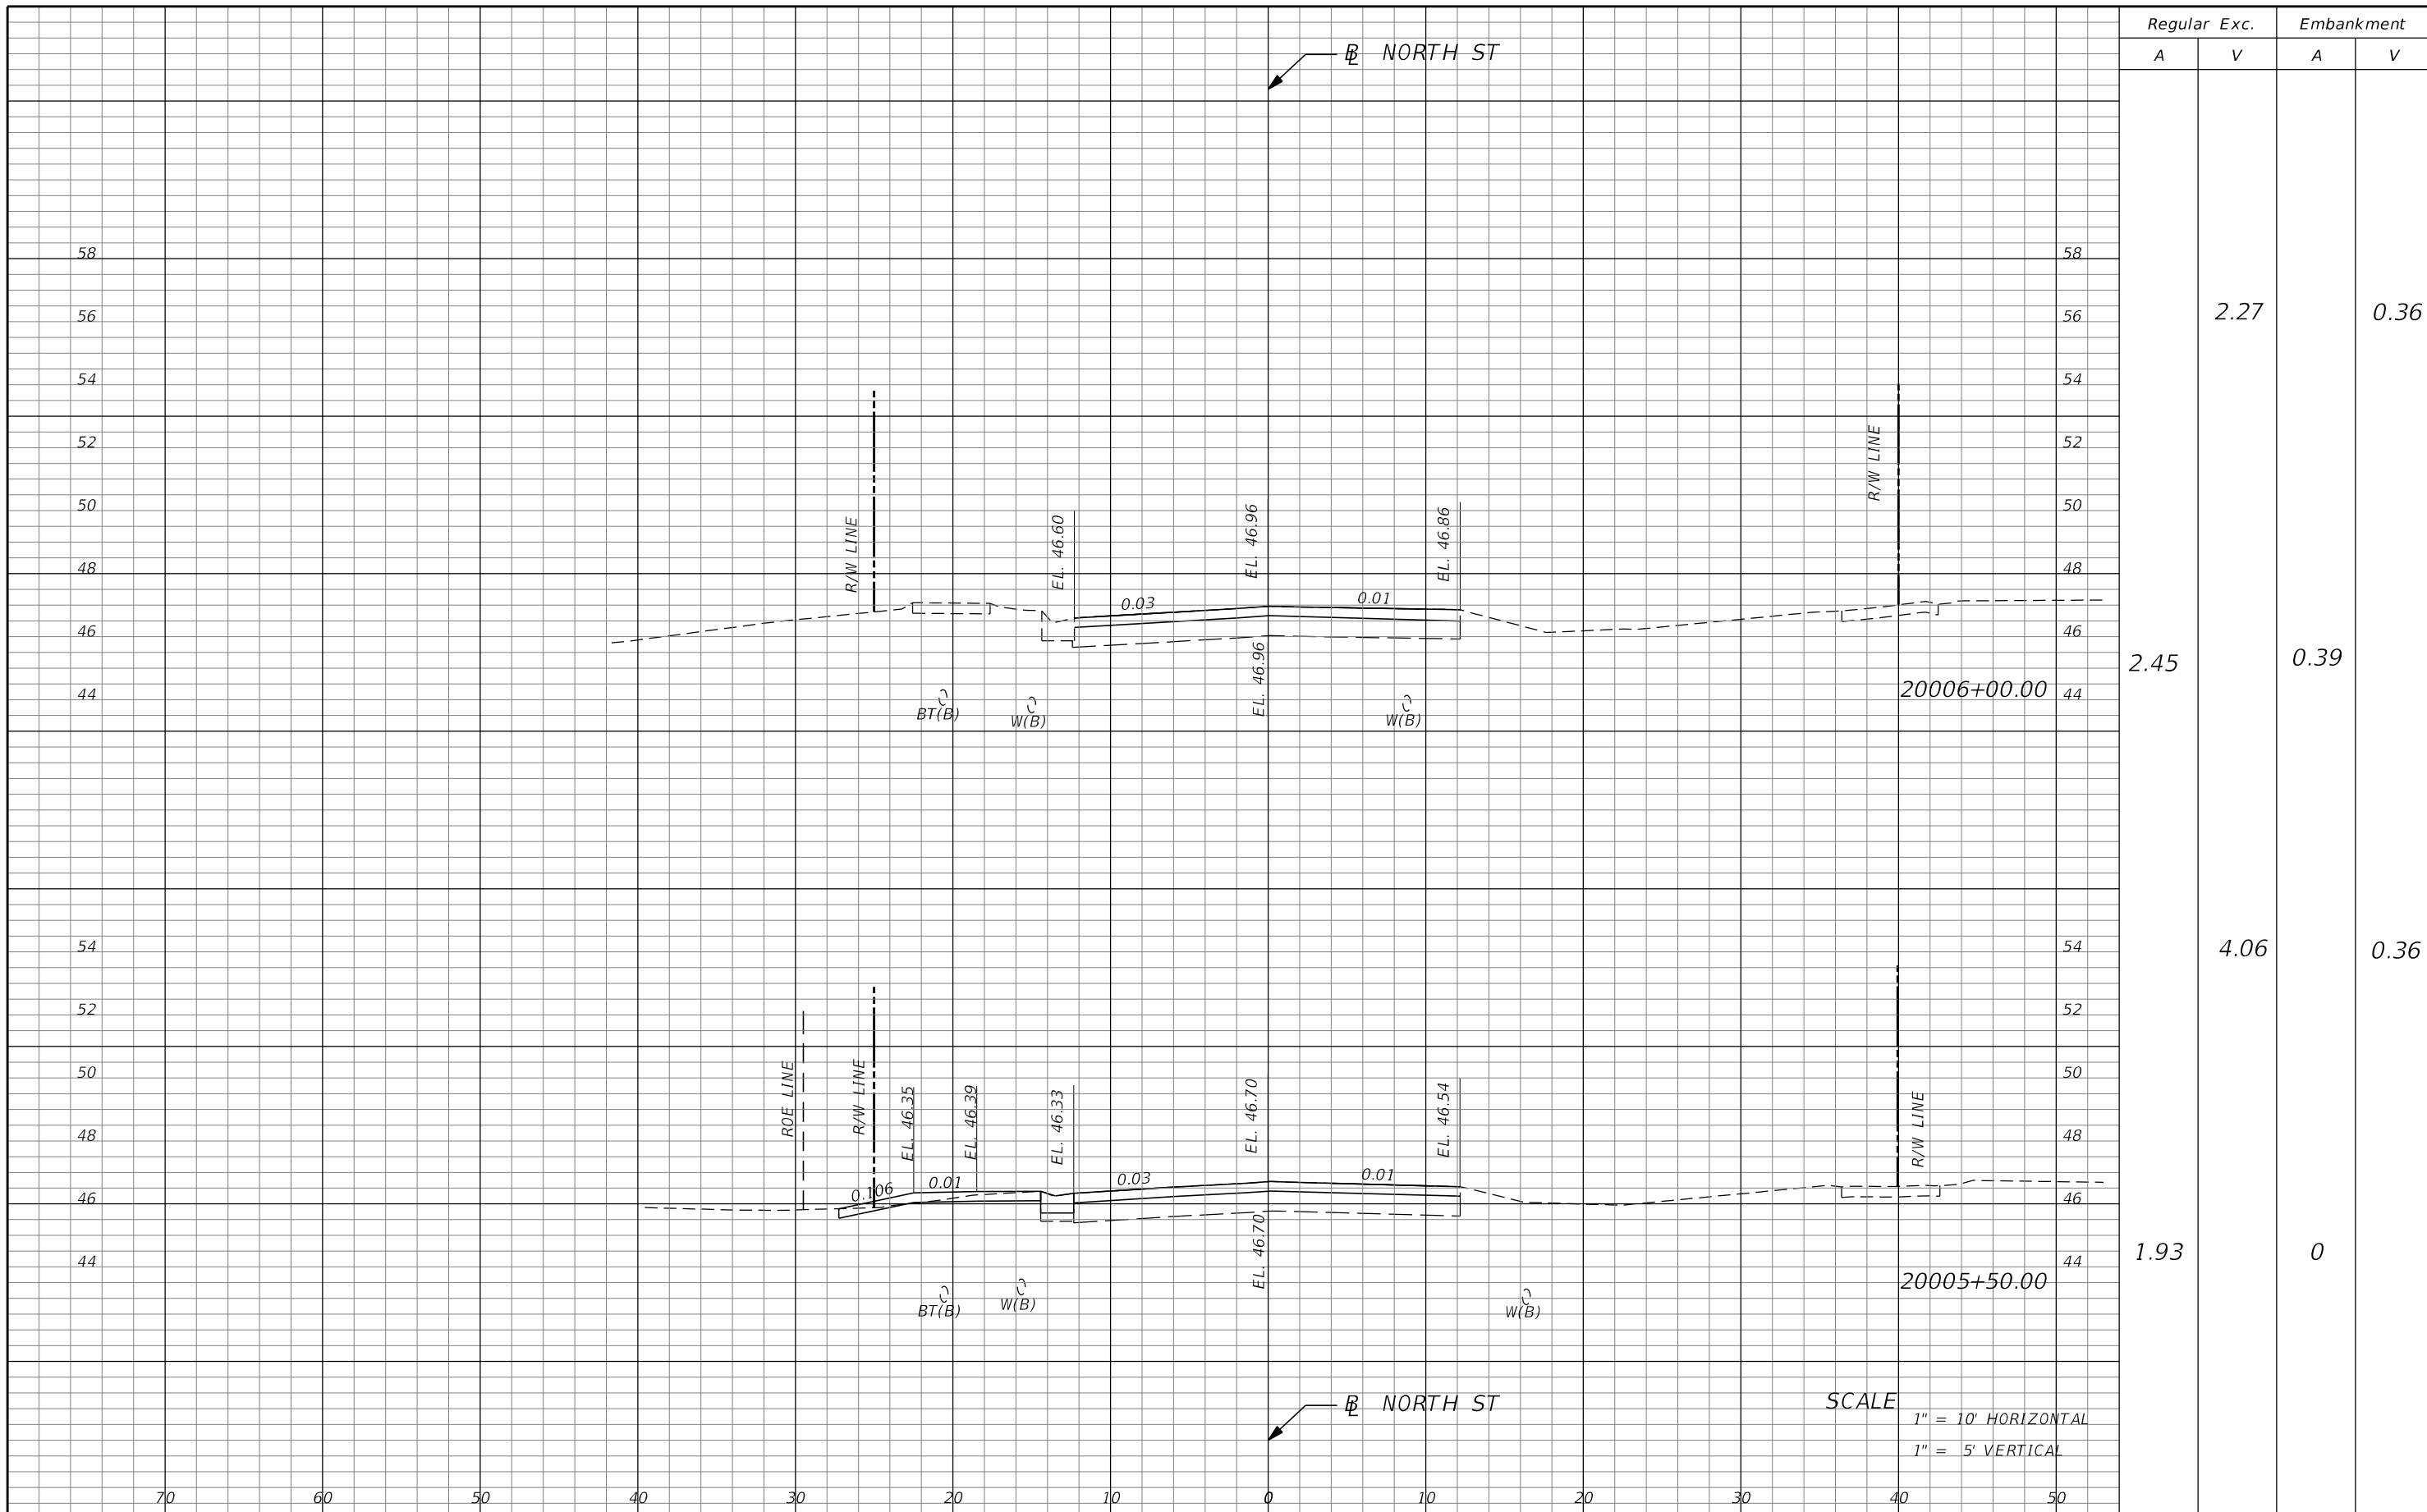 Regular Exc. Embankment
A V A V
BL NORTH ST
58 58
56 56 2.27 0.36
54 54
52 R/W LINE 52
50 50
R/W LINE EL. 46.60 EL. 46.96 EL. 46.86
48 48
0.03 0.01
46 46
EL. 46.96
2.45 0.39
44 20006+00.00 44
BT(B) W(B) W(B)
54 54 4.06 0.36
52 52
50 50
ROE LINE R/W LINE EL. 46.35 EL. 46.39 EL. 46.33 EL. 46.70 EL. 46.54 R/W LINE
48 48
0.106 0.01 0.03 0.01
46 46
EL. 46.70
44 44 1.93 0
20005+50.00
BT(B) W(B) W(B)
BL NORTH ST
SCALE
1" = 10' HORIZONTAL
1" = 5' VERTICAL
70 60 50 40 30 20 10 0 10 20 30 40 50